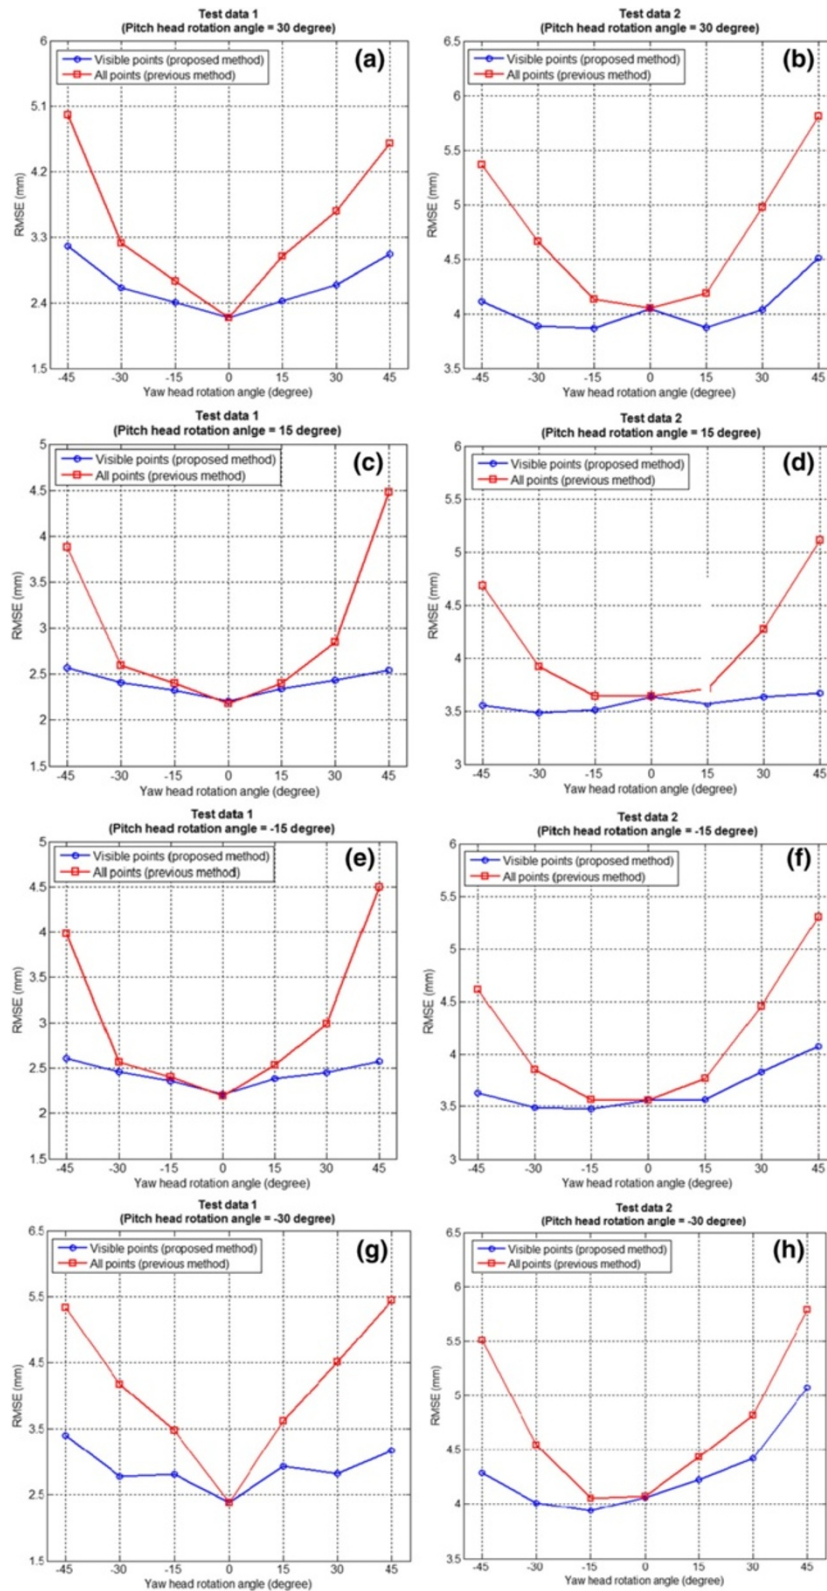 Test data 1
(Pitch head rotation angle = 30 degree)
(a)
Visible points (proposed method)
All points (previous method)
6
5.1
4.2
3.3
2.4
1.5
RMSE (mm)
-45 -30 -15 0 15 30 45
Yaw head rotation angle (degree)
Test data 2
(Pitch head rotation angle = 30 degree)
(b)
Visible points (proposed method)
All points (previous method)
6.5
6
5.5
5
4.5
4
3.5
RMSE (mm)
-45 -30 -15 0 15 30 45
Yaw head rotation angle (degree)
Test data 1
(Pitch head rotation anlge = 15 degree)
(c)
Visible points (proposed method)
All points (previous method)
5
4.5
4
3.5
3
2.5
2
1.5
RMSE (mm)
-45 -30 -15 0 15 30 45
Yaw head rotation angle (degree)
Test data 2
(Pitch head rotation angle = 15 degree)
(d)
Visible points (proposed method)
All points (previous method)
6
5.5
5
4.5
4
3.5
3
RMSE (mm)
-45 -30 -15 0 15 30 45
Yaw head rotation angle (degree)
Test data 1
(Pitch head rotation angle = -15 degree)
(e)
Visible points (proposed method)
All points (previous method)
5
4.5
4
3.5
3
2.5
2
1.5
RMSE (mm)
-45 -30 -15 0 15 30 45
Yaw head rotation angle (degree)
Test data 2
(Pitch head rotation angle = -15 degree)
(f)
Visible points (proposed method)
All points (previous method)
6
5.5
5
4.5
4
3.5
3
RMSE (mm)
-45 -30 -15 0 15 30 45
Yaw head rotation angle (degree)
Test data 1
(Pitch head rotation angle = -30 degree)
(g)
Visible points (proposed method)
All points (previous method)
6.5
5.5
4.5
3.5
2.5
1.5
RMSE (mm)
-45 -30 -15 0 15 30 45
Yaw head rotation angle (degree)
Test data 2
(Pitch head rotation angle = -30 degree)
(h)
Visible points (proposed method)
All points (previous method)
6.5
6
5.5
5
4.5
4
3.5
RMSE (mm)
-45 -30 -15 0 15 30 45
Yaw head rotation angle (degree)